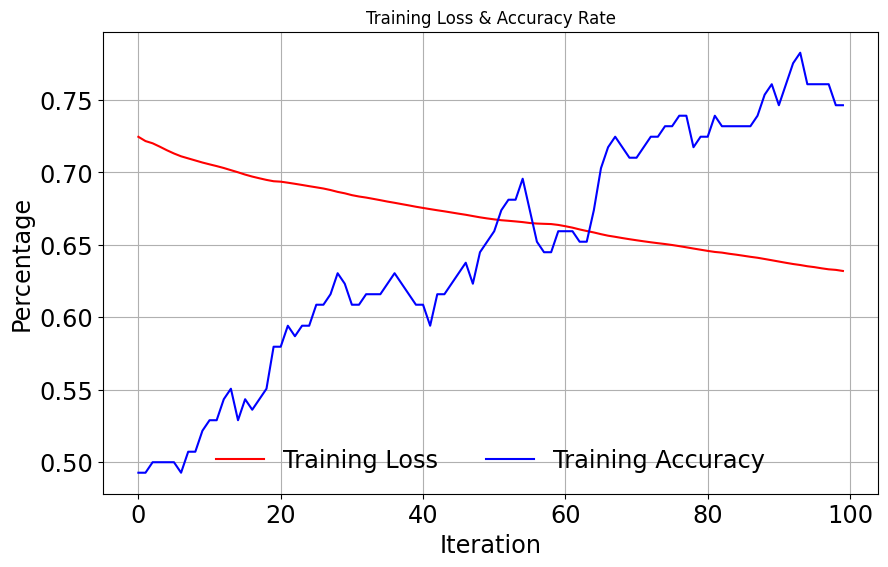 Training Loss & Accuracy Rate
Percentage
0.75
0.70
0.65
0.60
0.55
0.50
Training Loss
Training Accuracy
0 20 40 60 80 100
Iteration